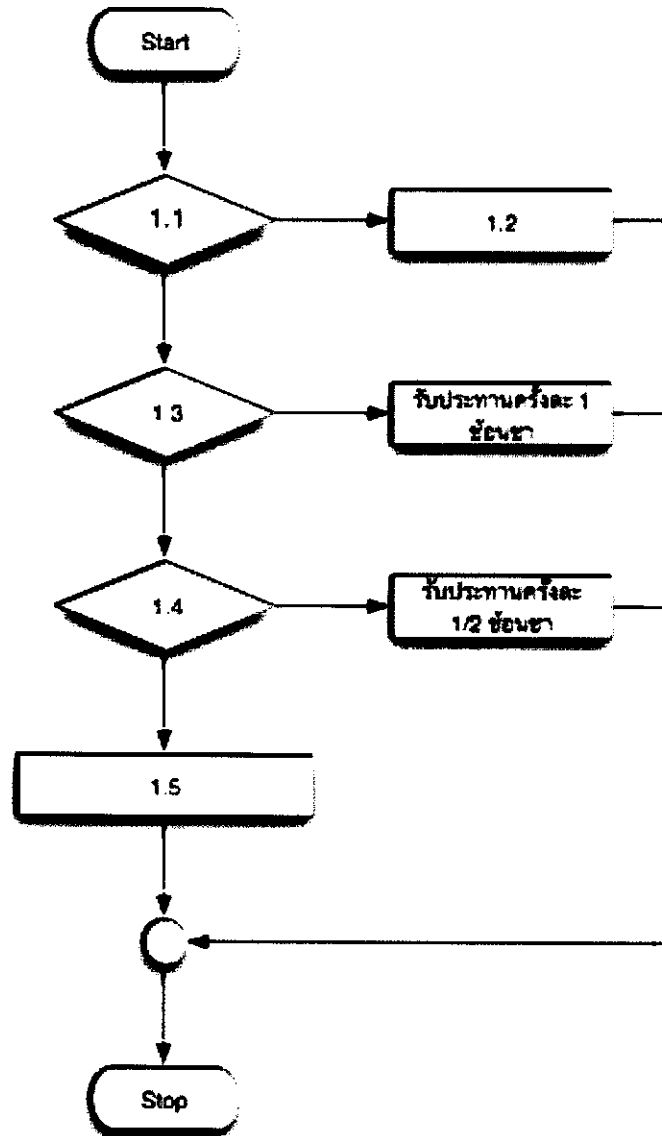 Start
1.1
1.2
1.3
รับประทานครั้งละ 1
ช้อนชา
1.4
รับประทานครั้งละ
1/2 ช้อนชา
1.5
Stop